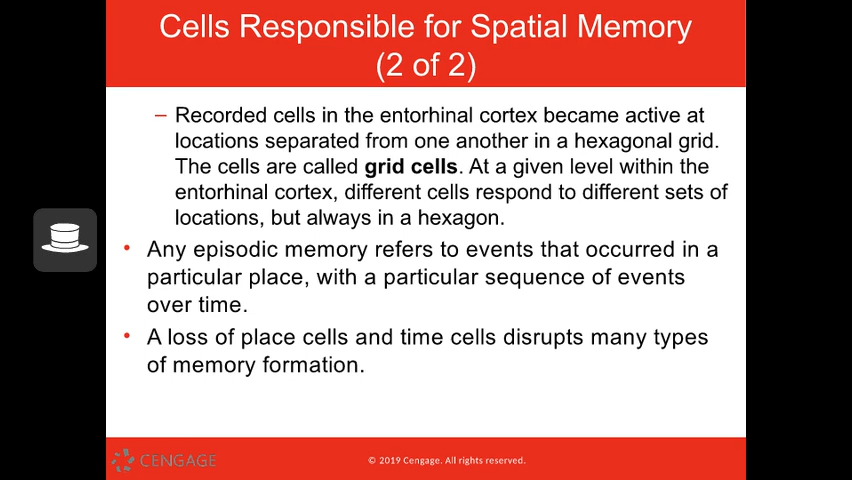 Cells Responsible for Spatial Memory
(2 of 2)
– Recorded cells in the entorhinal cortex became active at
locations separated from one another in a hexagonal grid.
The cells are called grid cells. At a given level within the
entorhinal cortex, different cells respond to different sets of
locations, but always in a hexagon.
• Any episodic memory refers to events that occurred in a
particular place, with a particular sequence of events
over time.
• A loss of place cells and time cells disrupts many types
of memory formation.
CENGAGE
© 2019 Cengage. All rights reserved.